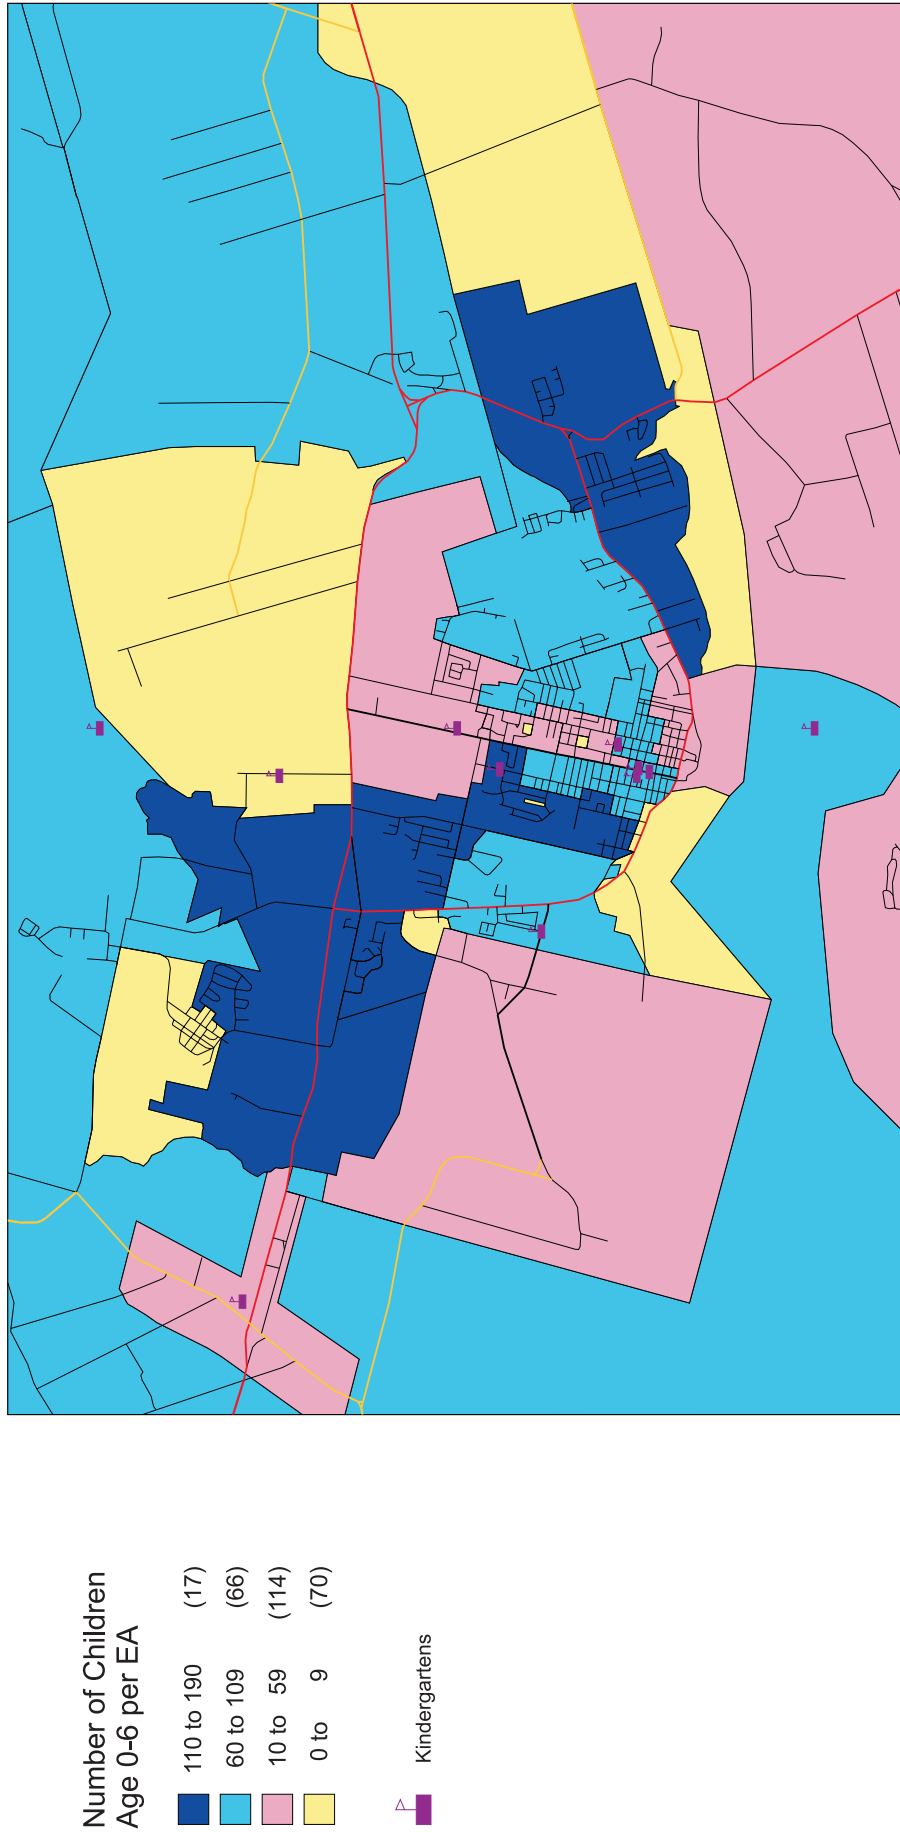 Number of Children
Age 0-6 per EA
110 to 190 (17)
60 to 109 (66)
10 to 59 (114)
0 to 9 (70)
Kindergartens